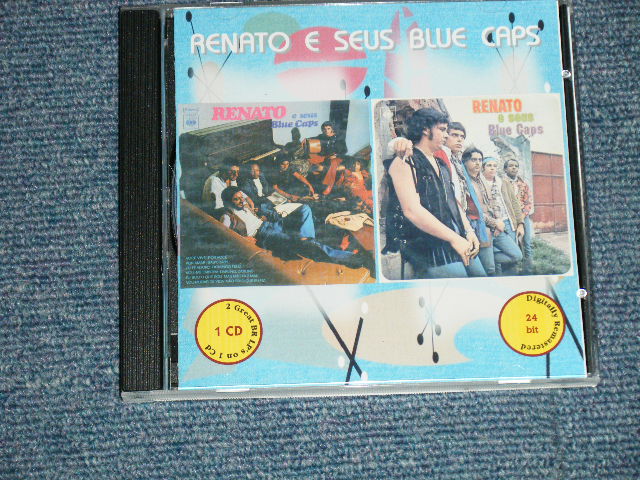 RENATO E SEUS BLUE CAPS
RENATO
e seus
Blue Caps
RENATO
e seus
Blue Caps
2 Great BR LP's on 1 Cd
1 CD
Digitally Remastered
24
bit